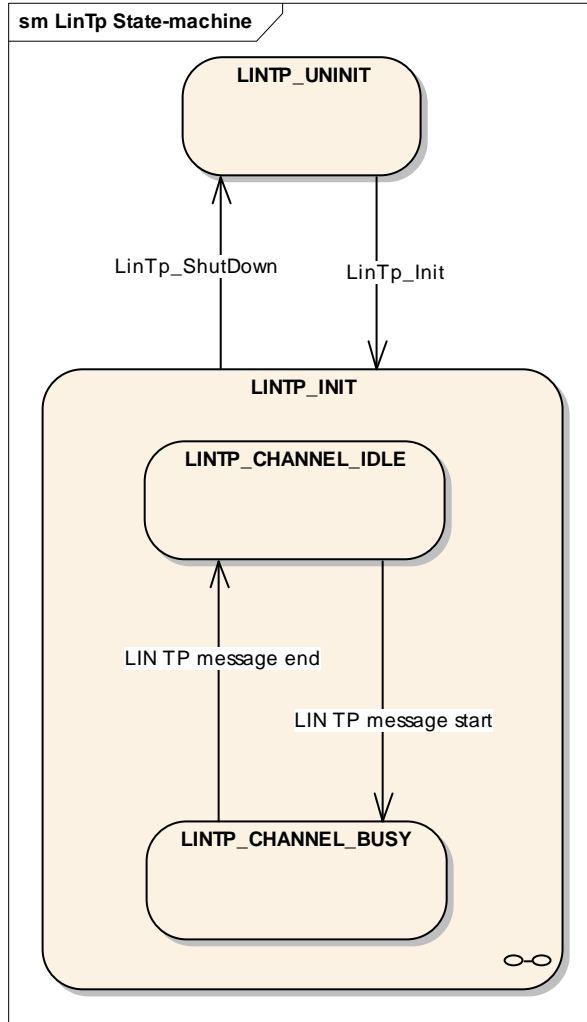 sm LinTp State-machine
LINTP_UNINIT
LinTp_ShutDown
LinTp_Init
LINTP_INIT
LINTP_CHANNEL_IDLE
LIN TP message end
LIN TP message start
LINTP_CHANNEL_BUSY